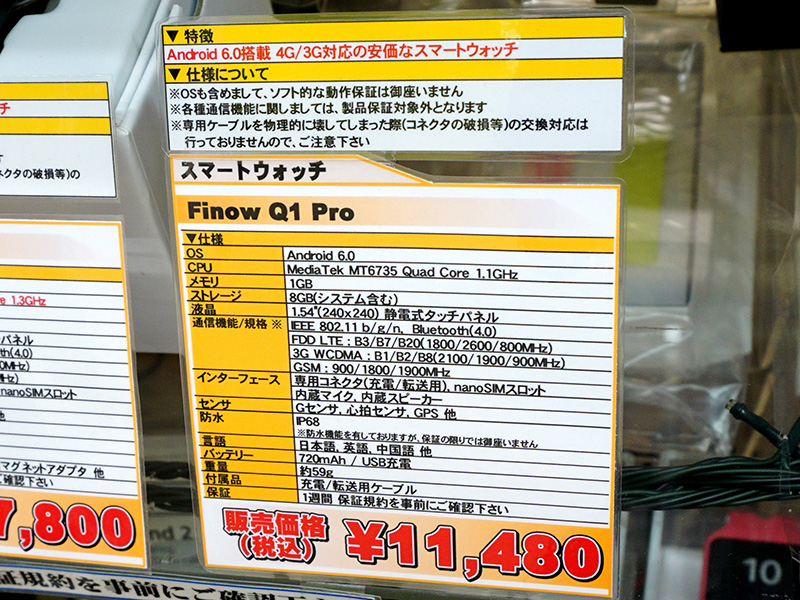 ▼ 特徴
Android 6.0搭載 4G/3G対応の安価なスマートウォッチ
▼ 仕様について
※OSも含めまして、ソフト的な動作保証は御座いません
※各種通信機能に関しましては、製品保証対象外となります
※専用ケーブルを物理的に壊してしまった際(コネクタの破損等)の交換対応は
行っておりませんので、ご注意下さい
スマートウォッチ
Finow Q1 Pro
▼仕様
OS Android 6.0
CPU MediaTek MT6735 Quad Core 1.1GHz
メモリ 1GB
ストレージ 8GB(システム含む)
液晶 1.54"(240x240) 静電式タッチパネル
通信機能/規格 ※ IEEE 802.11 b/g/n, Bluetooth(4.0)
FDD LTE : B3/B7/B20(1800/2600/800MHz)
3G WCDMA : B1/B2/B8(2100/1900/900MHz)
GSM : 900/1800/1900MHz
インターフェース 専用コネクタ(充電/転送用), nanoSIMスロット
内蔵マイク, 内蔵スピーカー
センサ Gセンサ, 心拍センサ, GPS 他
防水 IP68
※防水機能を有しておりますが、保証の限りでは御座いません
言語 日本語, 英語, 中国語 他
バッテリー 720mAh / USB充電
重量 約59g
付属品 充電/転送用ケーブル
保証 1週間 保証規約を事前にご確認下さい
販売価格
(税込) ¥11,480
クタの破損等)の
1.3GHz
パネル
(4.0)
nanoSIMスロット
マグネットアダプタ 他
確認下さい
7,800
証規約を事前にご確認下
10